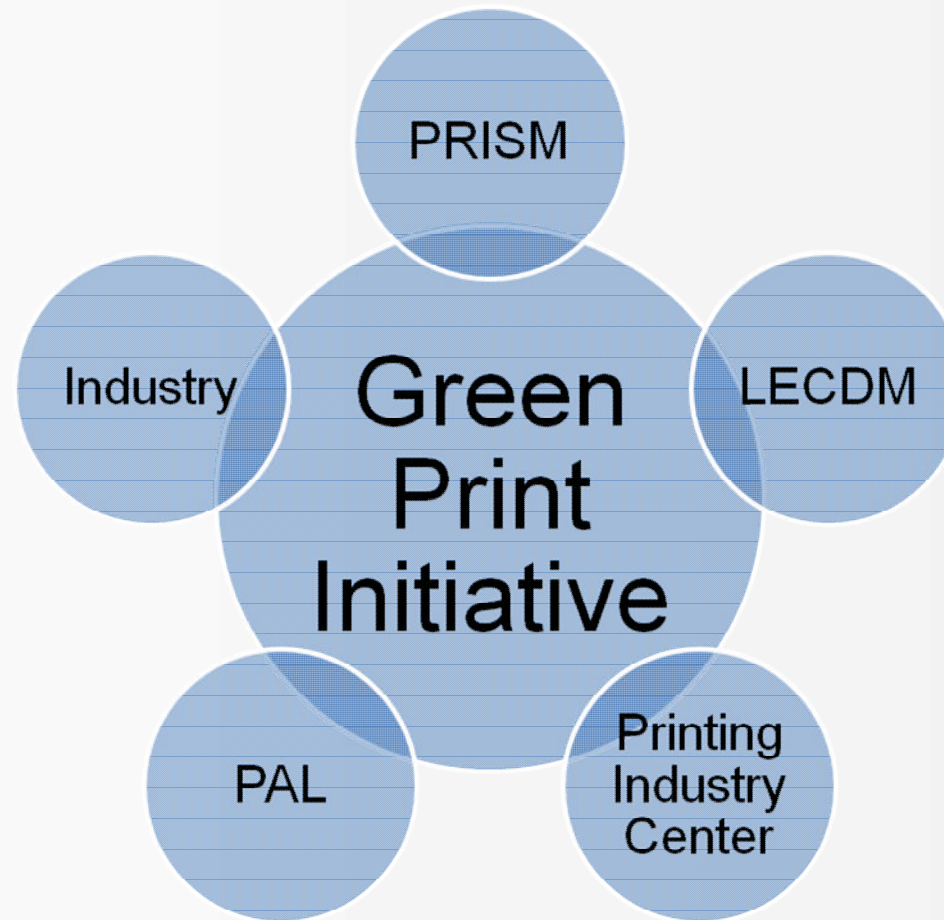 PRISM
Industry
Green
Print
Initiative
LECDM
PAL
Printing
Industry
Center